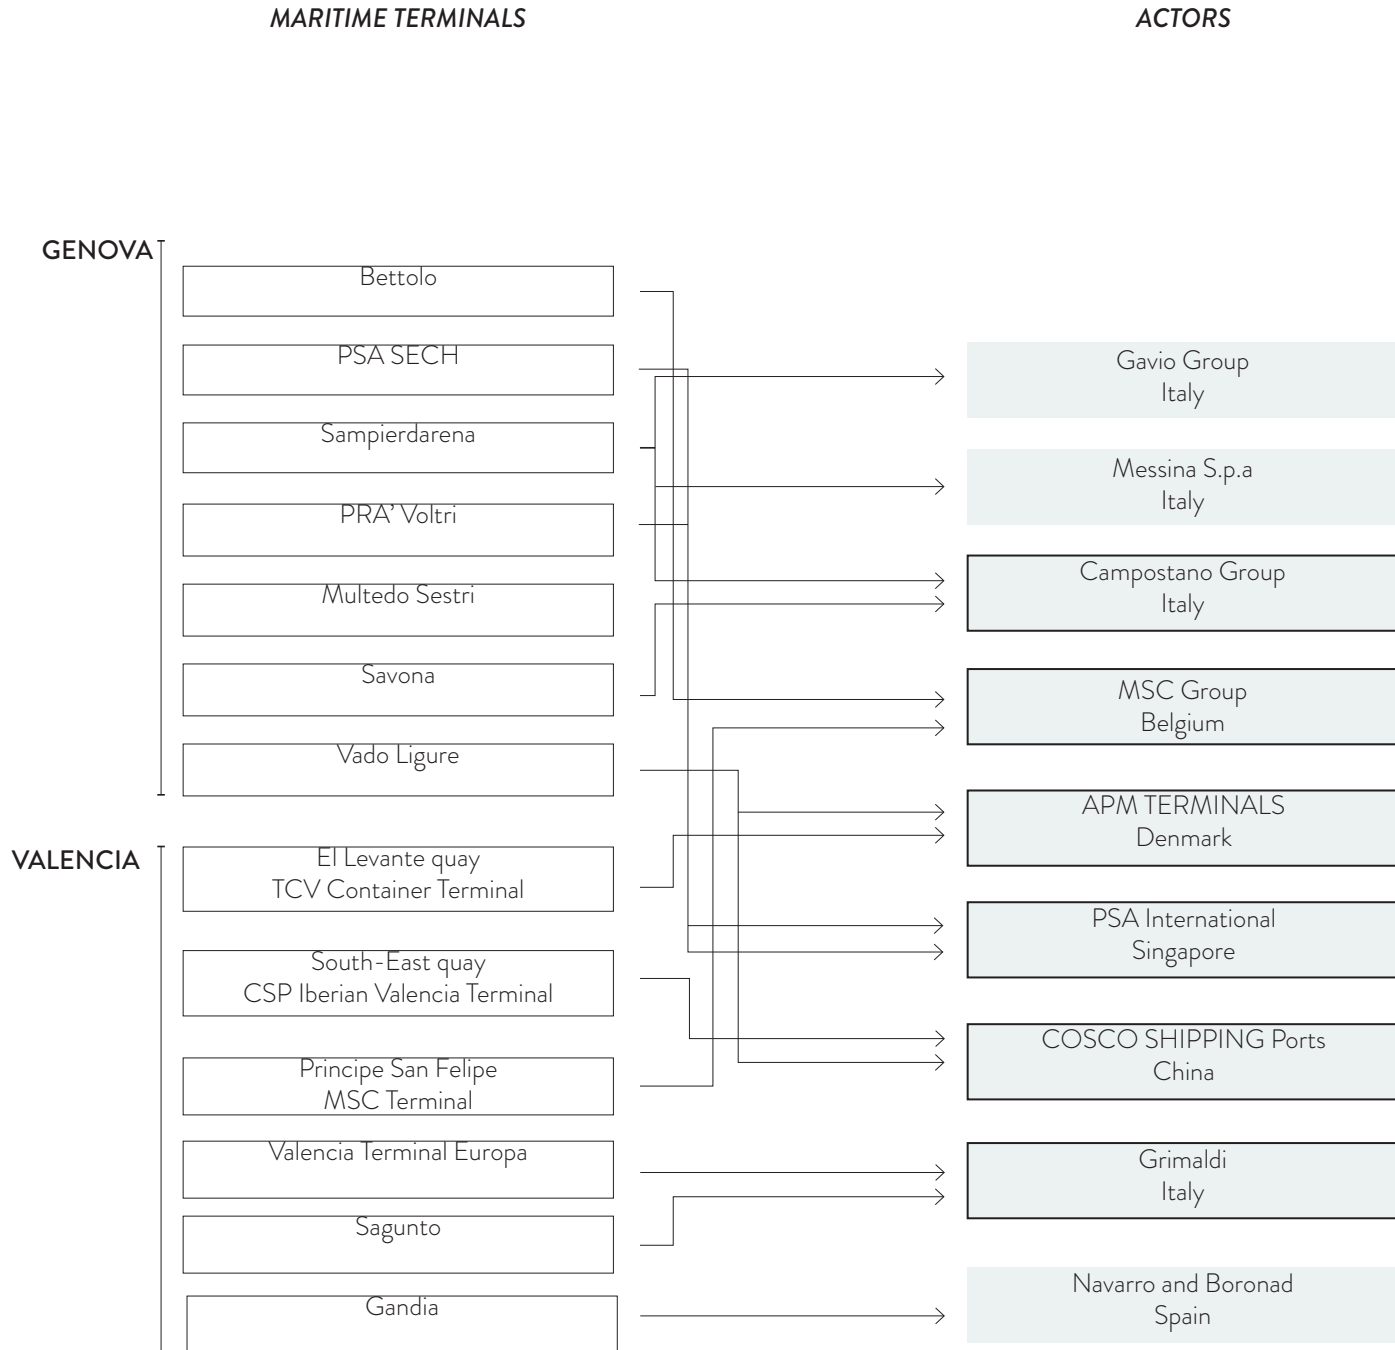 MARITIME TERMINALS
ACTORS
GENOVA
Bettolo
PSA SECH
Sampierdarena
PRA’ Voltri
Multedo Sestri
Savona
Vado Ligure
VALENCIA
El Levante quay
TCV Container Terminal
South-East quay
CSP Iberian Valencia Terminal
Principe San Felipe
MSC Terminal
Valencia Terminal Europa
Sagunto
Gandia
Gavio Group
Italy
Messina S.p.a
Italy
Campostano Group
Italy
MSC Group
Belgium
APM TERMINALS
Denmark
PSA International
Singapore
COSCO SHIPPING Ports
China
Grimaldi
Italy
Navarro and Boronad
Spain